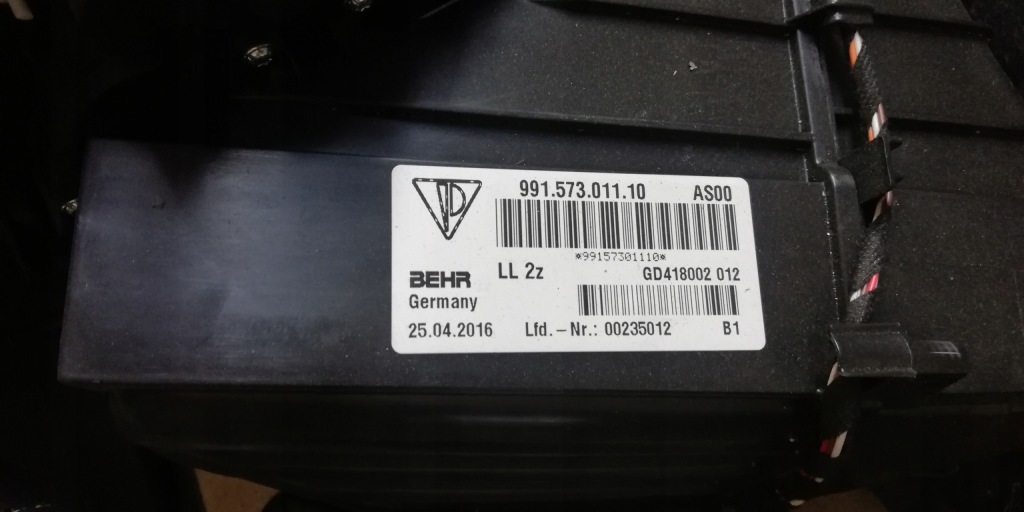 991.573.011.10 AS00
*99157301110*
BEHR LL 2z GD418002 012
Germany
25.04.2016 Lfd.-Nr.: 00235012 B1